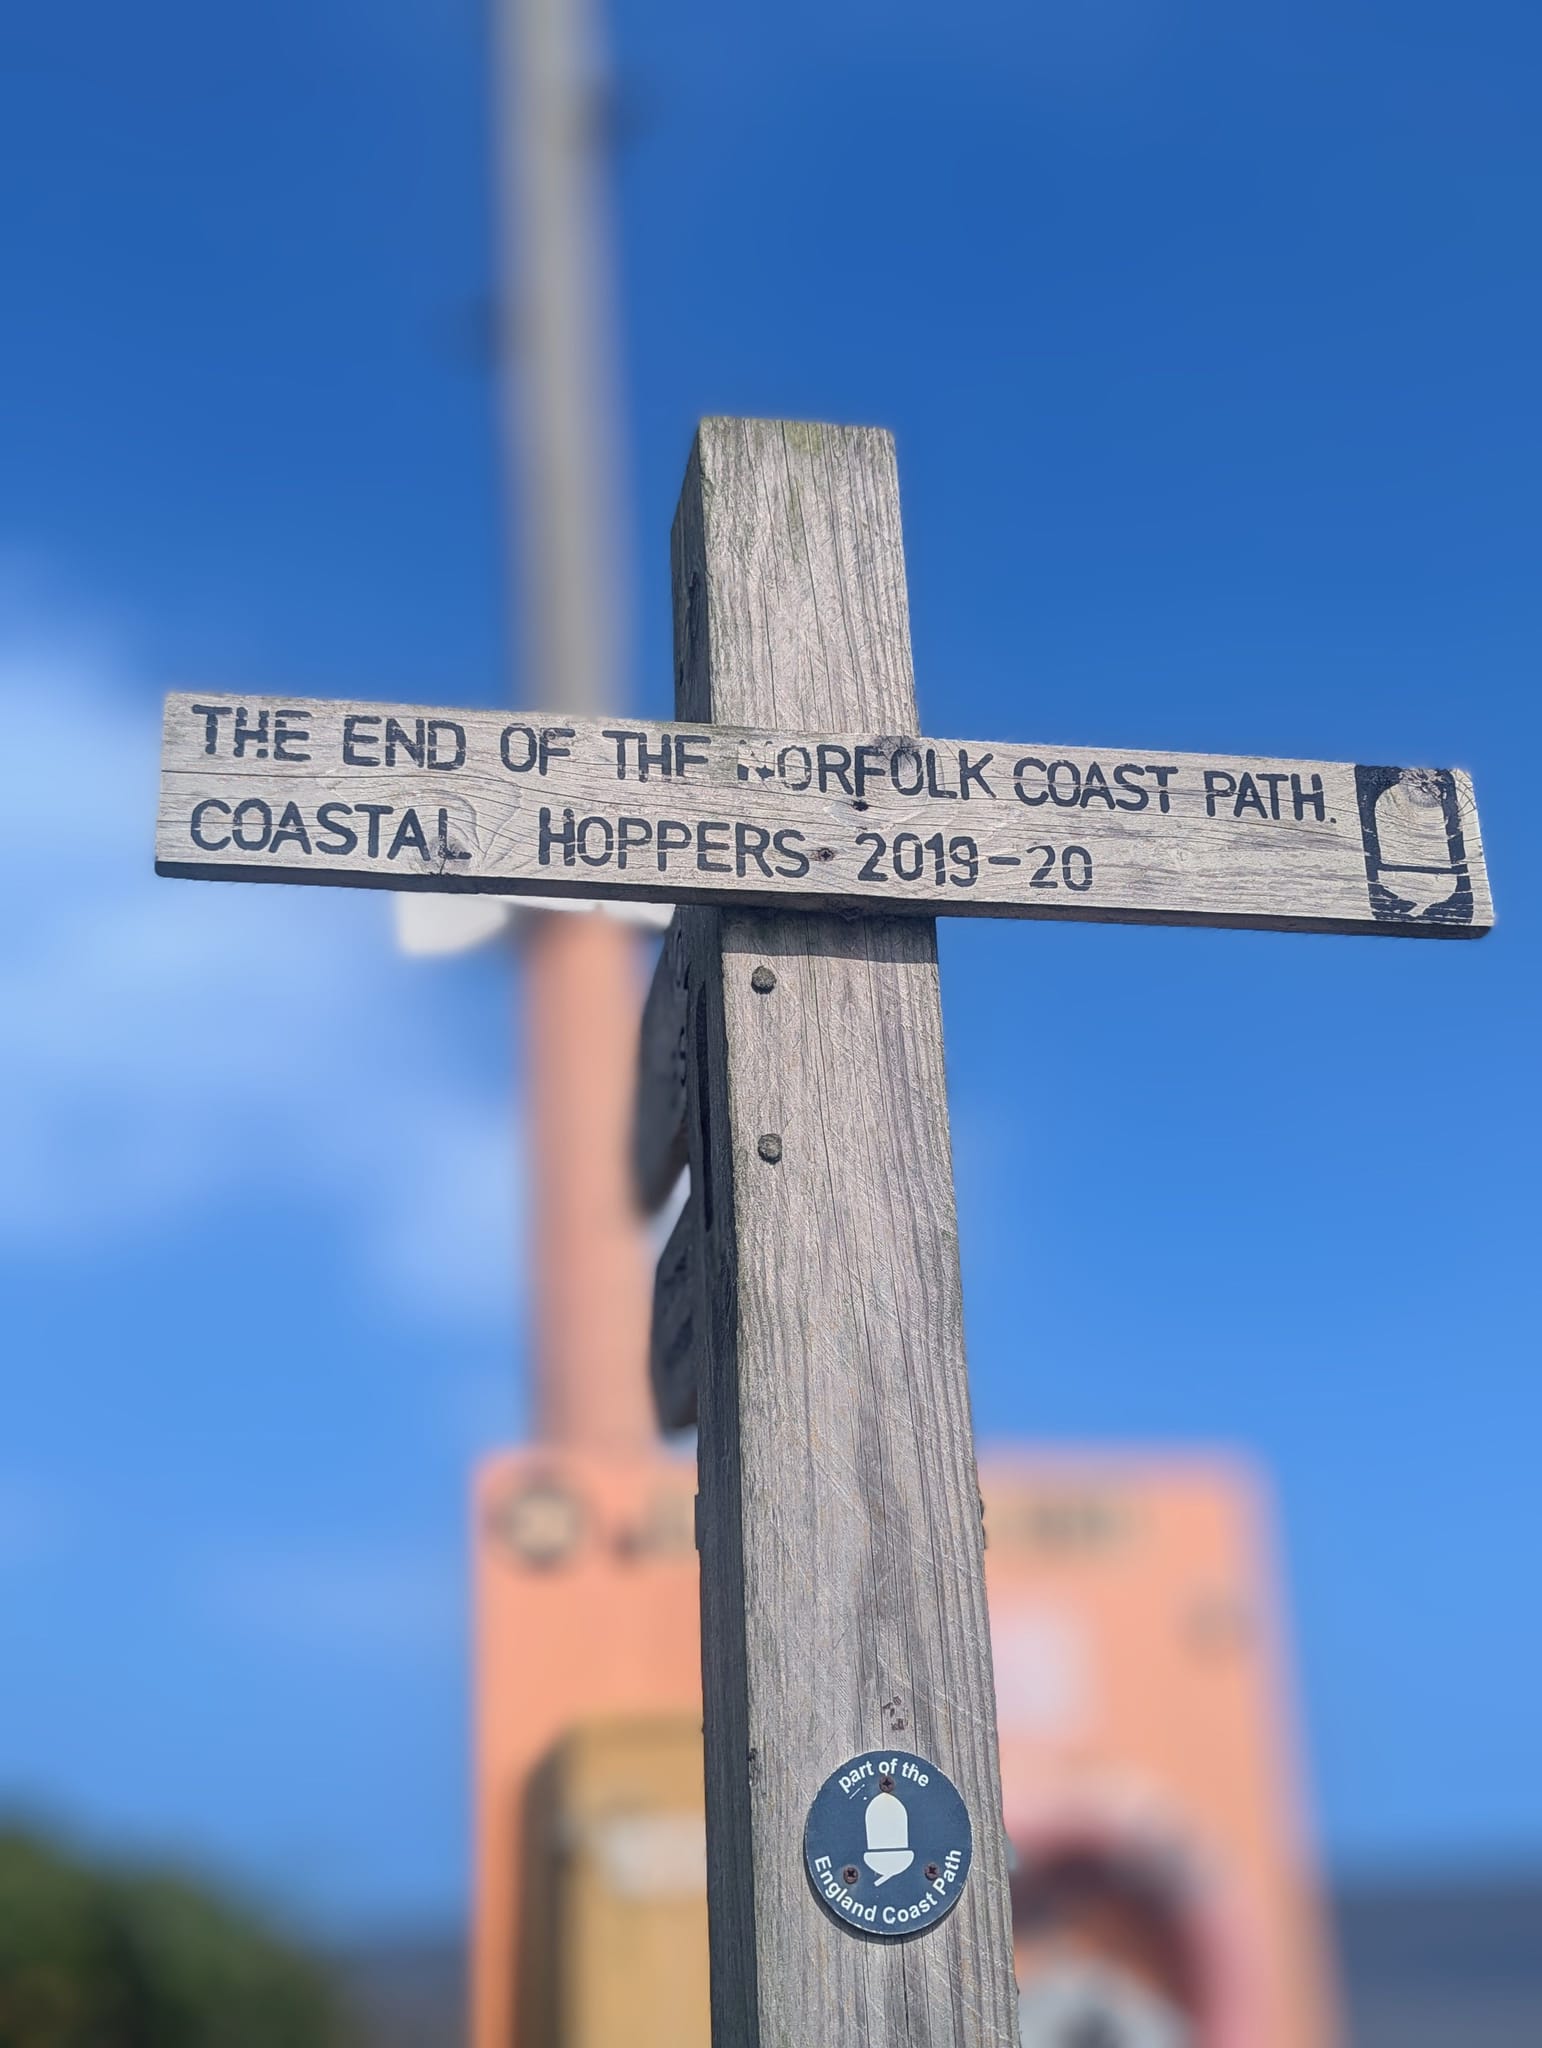 THE END OF THE NORFOLK COAST PATH.
COASTAL HOPPERS 2019-20
part of the
England Coast Path